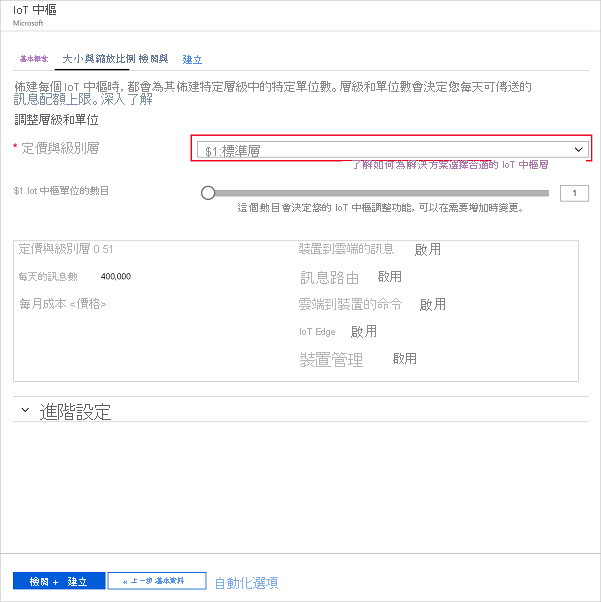 IoT 中樞
Microsoft
基本概念 大小與縮放比例 檢閱與 建立
佈建每個 IoT 中樞時，都會為其佈建特定層級中的特定單位數。層級和單位數會決定您每天可傳送的
訊息配額上限。深入了解
調整層級和單位
* 定價與級別層 $1:標準層
了解如何為解決方案選擇合適的 IoT 中樞層
$1 Iot 中樞單位的數目 1
這個數目會決定您的 IoT 中樞調整功能，可以在需要增加時變更。
定價與級別層 0 51 裝置到雲端的訊息 啟用
每天的訊息數 400,000 訊息路由 啟用
每月成本 <價格> 雲端到裝置的命令 啟用
IoT Edge 啟用
裝置管理 啟用
進階設定
檢閱 + 建立 « 上一步:基本資料 自動化選項